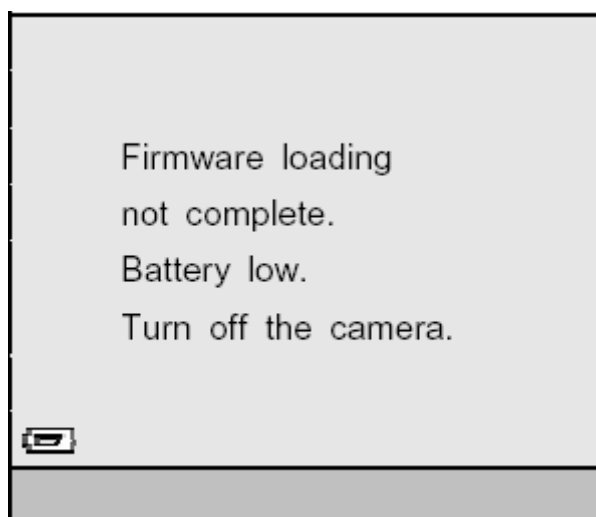 Firmware loading
not complete.
Battery low.
Turn off the camera.